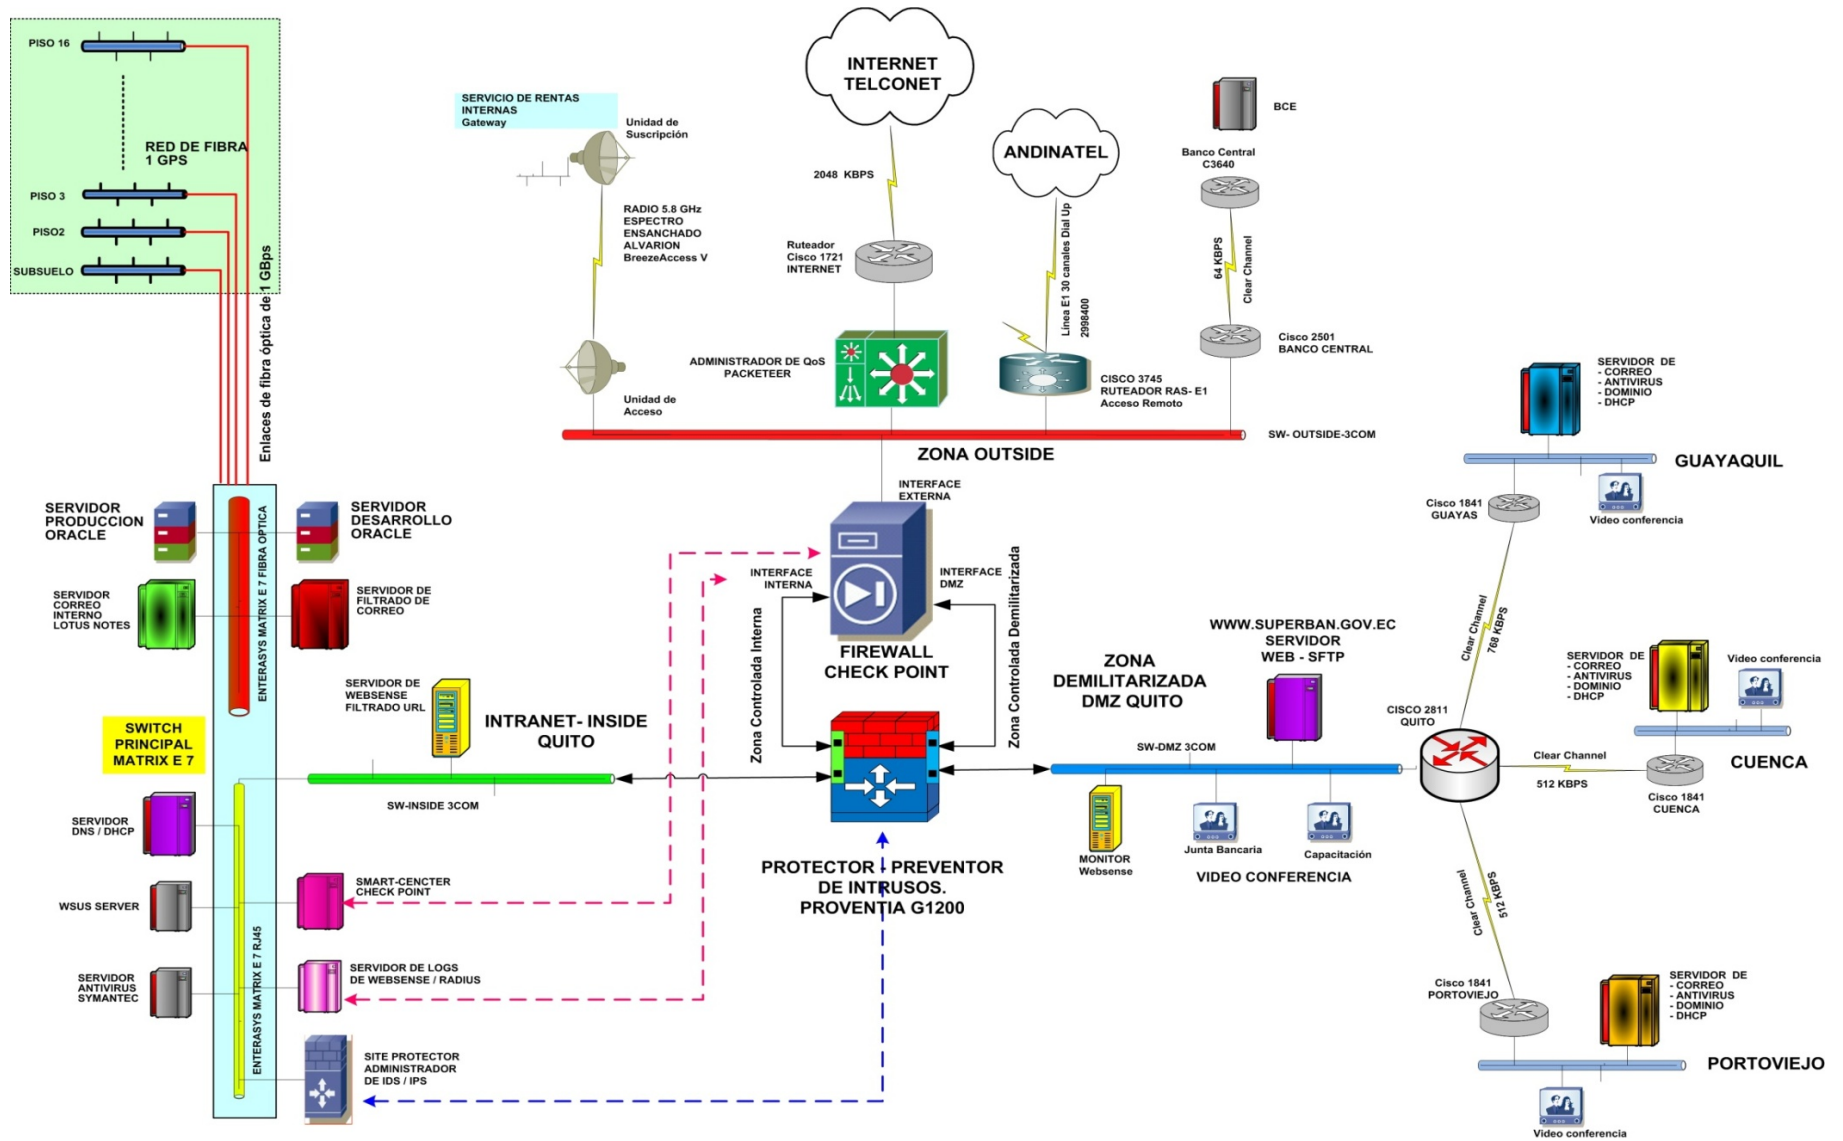 PISO 16
RED DE FIBRA
1 GPS
PISO 3
PISO2
SUBSUELO
Enlaces de fibra óptica de 1 GBps
SERVICIO DE RENTAS
INTERNAS
Gateway
Unidad de
Suscripción
RADIO 5.8 GHz
ESPECTRO
ENSANCHADO
ALVARION
BreezeAccess V
Unidad de
Acceso
INTERNET
TELCONET
2048 KBPS
Ruteador
Cisco 1721
INTERNET
ADMINISTRADOR DE QoS
PACKETEER
ANDINATEL
Línea E1 30 canales Dial Up
2998400
CISCO 3745
RUTEADOR RAS- E1
Acceso Remoto
BCE
Banco Central
C3640
64 KBPS
Clear Channel
Cisco 2501
BANCO CENTRAL
SW- OUTSIDE-3COM
ZONA OUTSIDE
INTERFACE
EXTERNA
INTERFACE
INTERNA
INTERFACE
DMZ
FIREWALL
CHECK POINT
Zona Controlada Interna
Zona Controlada Demilitarizada
SERVIDOR
PRODUCCION
ORACLE
SERVIDOR
DESARROLLO
ORACLE
SERVIDOR
CORREO
INTERNO
LOTUS NOTES
SERVIDOR DE
FILTRADO DE
CORREO
ENTERASYS MATRIX E 7 FIBRA OPTICA
SWITCH
PRINCIPAL
MATRIX E 7
SERVIDOR DE
WEBSENSE
FILTRADO URL
INTRANET- INSIDE
QUITO
SW-INSIDE 3COM
SERVIDOR
DNS / DHCP
WSUS SERVER
SERVIDOR
ANTIVIRUS
SYMANTEC
ENTERASYS MATRIX E 7 RJ45
SMART-CENCTER
CHECK POINT
SERVIDOR DE LOGS
DE WEBSENSE / RADIUS
SITE PROTECTOR
ADMINISTRADOR
DE IDS / IPS
PROTECTOR - PREVENTOR
DE INTRUSOS.
PROVENTIA G1200
ZONA
DEMILITARIZADA
DMZ QUITO
WWW.SUPERBAN.GOV.EC
SERVIDOR
WEB - SFTP
SW-DMZ 3COM
MONITOR
Websense
Junta Bancaria
Capacitación
VIDEO CONFERENCIA
CISCO 2811
QUITO
SERVIDOR DE
- CORREO
- ANTIVIRUS
- DOMINIO
- DHCP
GUAYAQUIL
Cisco 1841
GUAYAS
Video conferencia
Clear Channel
768 KBPS
SERVIDOR DE
- CORREO
- ANTIVIRUS
- DOMINIO
- DHCP
Video conferencia
CUENCA
Clear Channel
512 KBPS
Cisco 1841
CUENCA
Clear Channel
512 KBPS
Cisco 1841
PORTOVIEJO
SERVIDOR DE
- CORREO
- ANTIVIRUS
- DOMINIO
- DHCP
PORTOVIEJO
Video conferencia